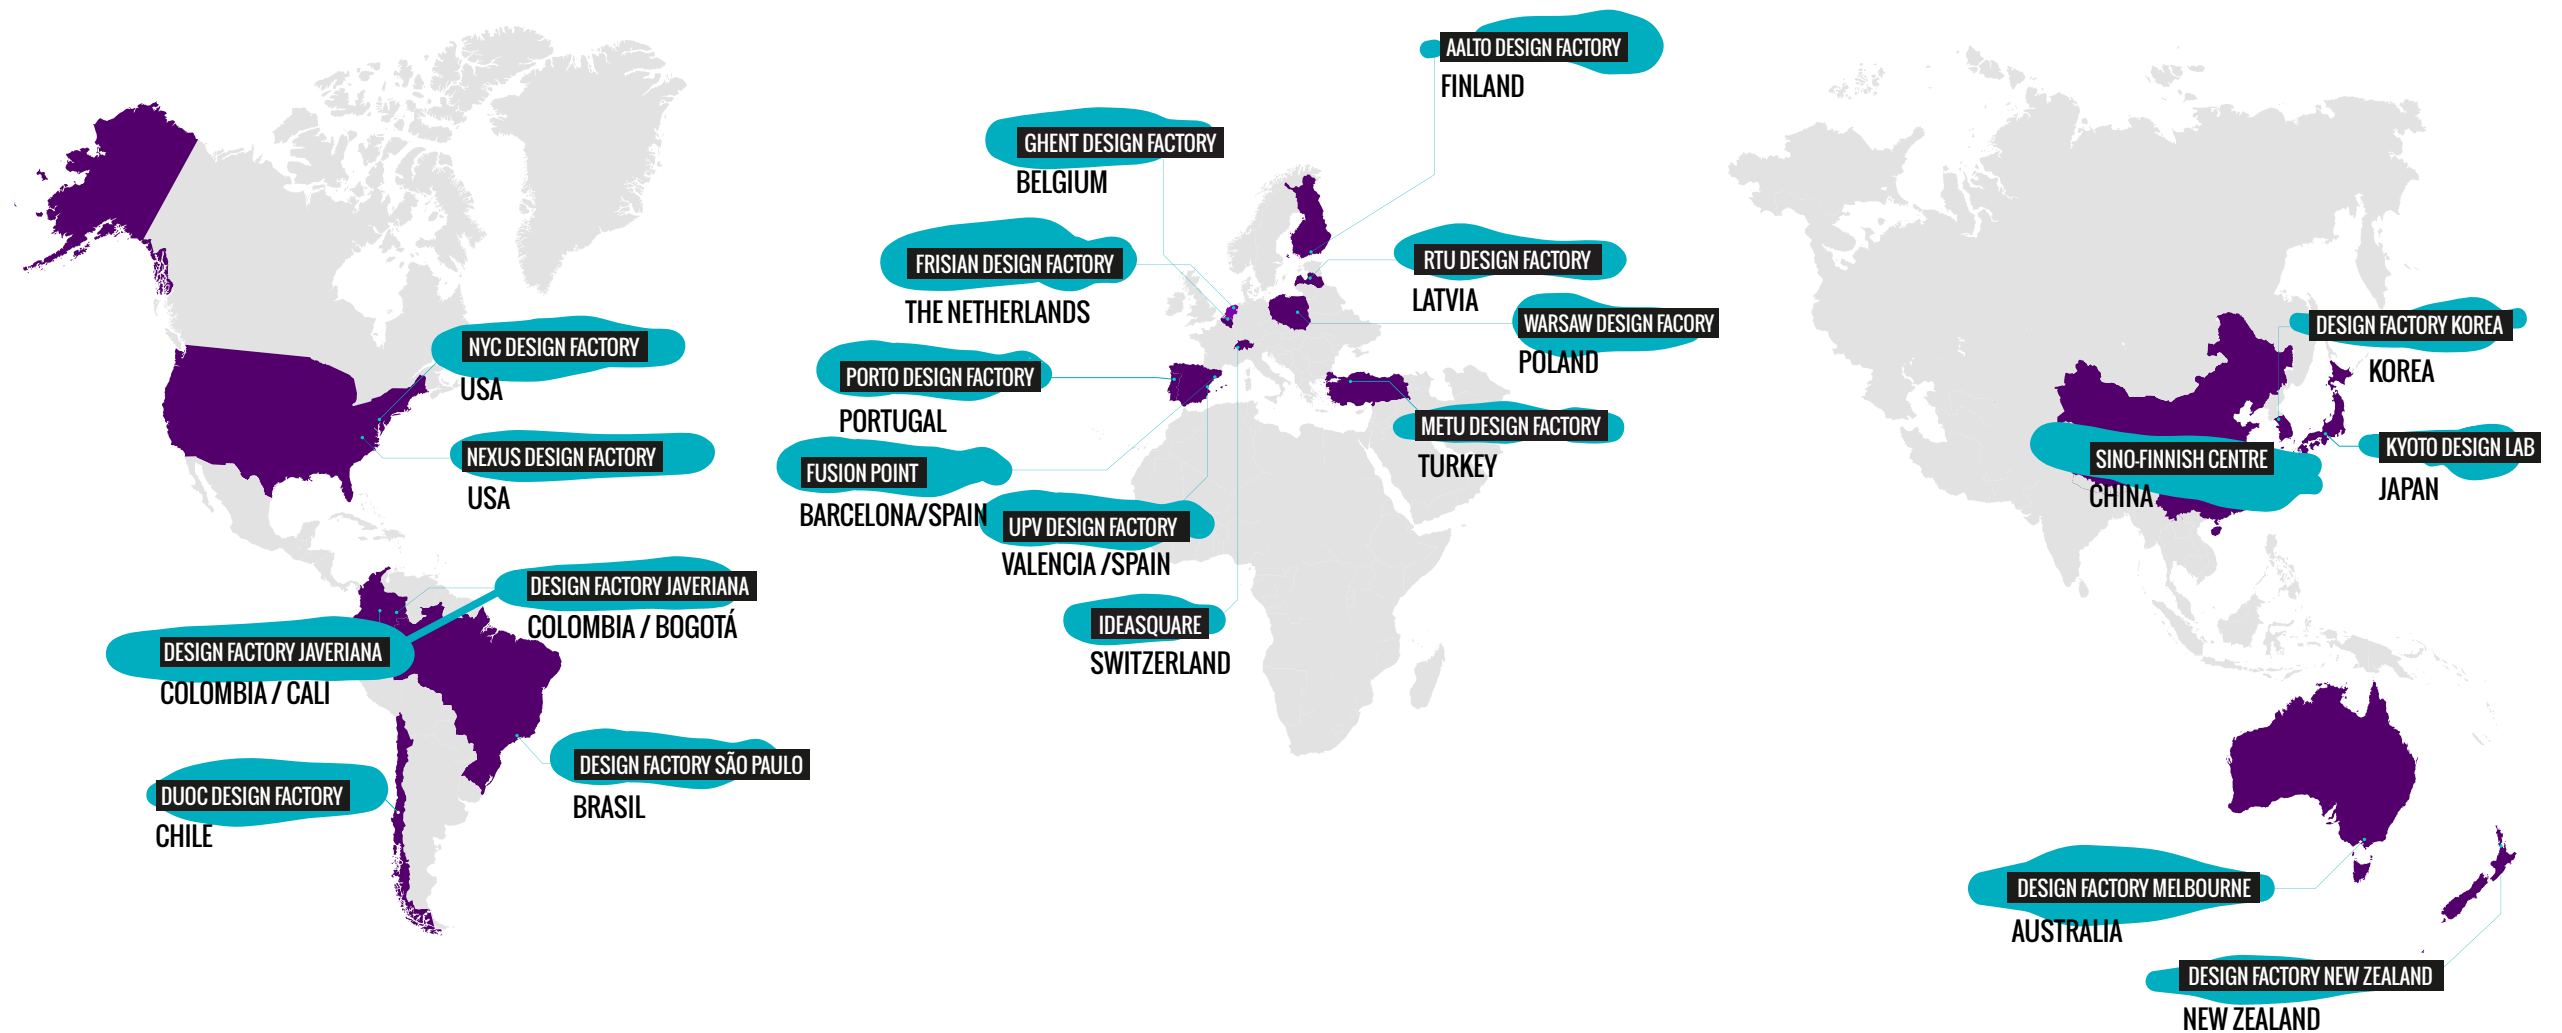 AALTO DESIGN FACTORY
FINLAND
GHENT DESIGN FACTORY
BELGIUM
FRISIAN DESIGN FACTORY
THE NETHERLANDS
RTU DESIGN FACTORY
LATVIA
WARSAW DESIGN FACORY
POLAND
NYC DESIGN FACTORY
USA
NEXUS DESIGN FACTORY
USA
PORTO DESIGN FACTORY
PORTUGAL
METU DESIGN FACTORY
TURKEY
FUSION POINT
BARCELONA/SPAIN
UPV DESIGN FACTORY
VALENCIA /SPAIN
IDEASQUARE
SWITZERLAND
DESIGN FACTORY KOREA
KOREA
KYOTO DESIGN LAB
JAPAN
SINO-FINNISH CENTRE
CHINA
DESIGN FACTORY JAVERIANA
COLOMBIA / BOGOTÁ
DESIGN FACTORY JAVERIANA
COLOMBIA / CALI
DESIGN FACTORY SÃO PAULO
BRASIL
DUOC DESIGN FACTORY
CHILE
DESIGN FACTORY MELBOURNE
AUSTRALIA
DESIGN FACTORY NEW ZEALAND
NEW ZEALAND